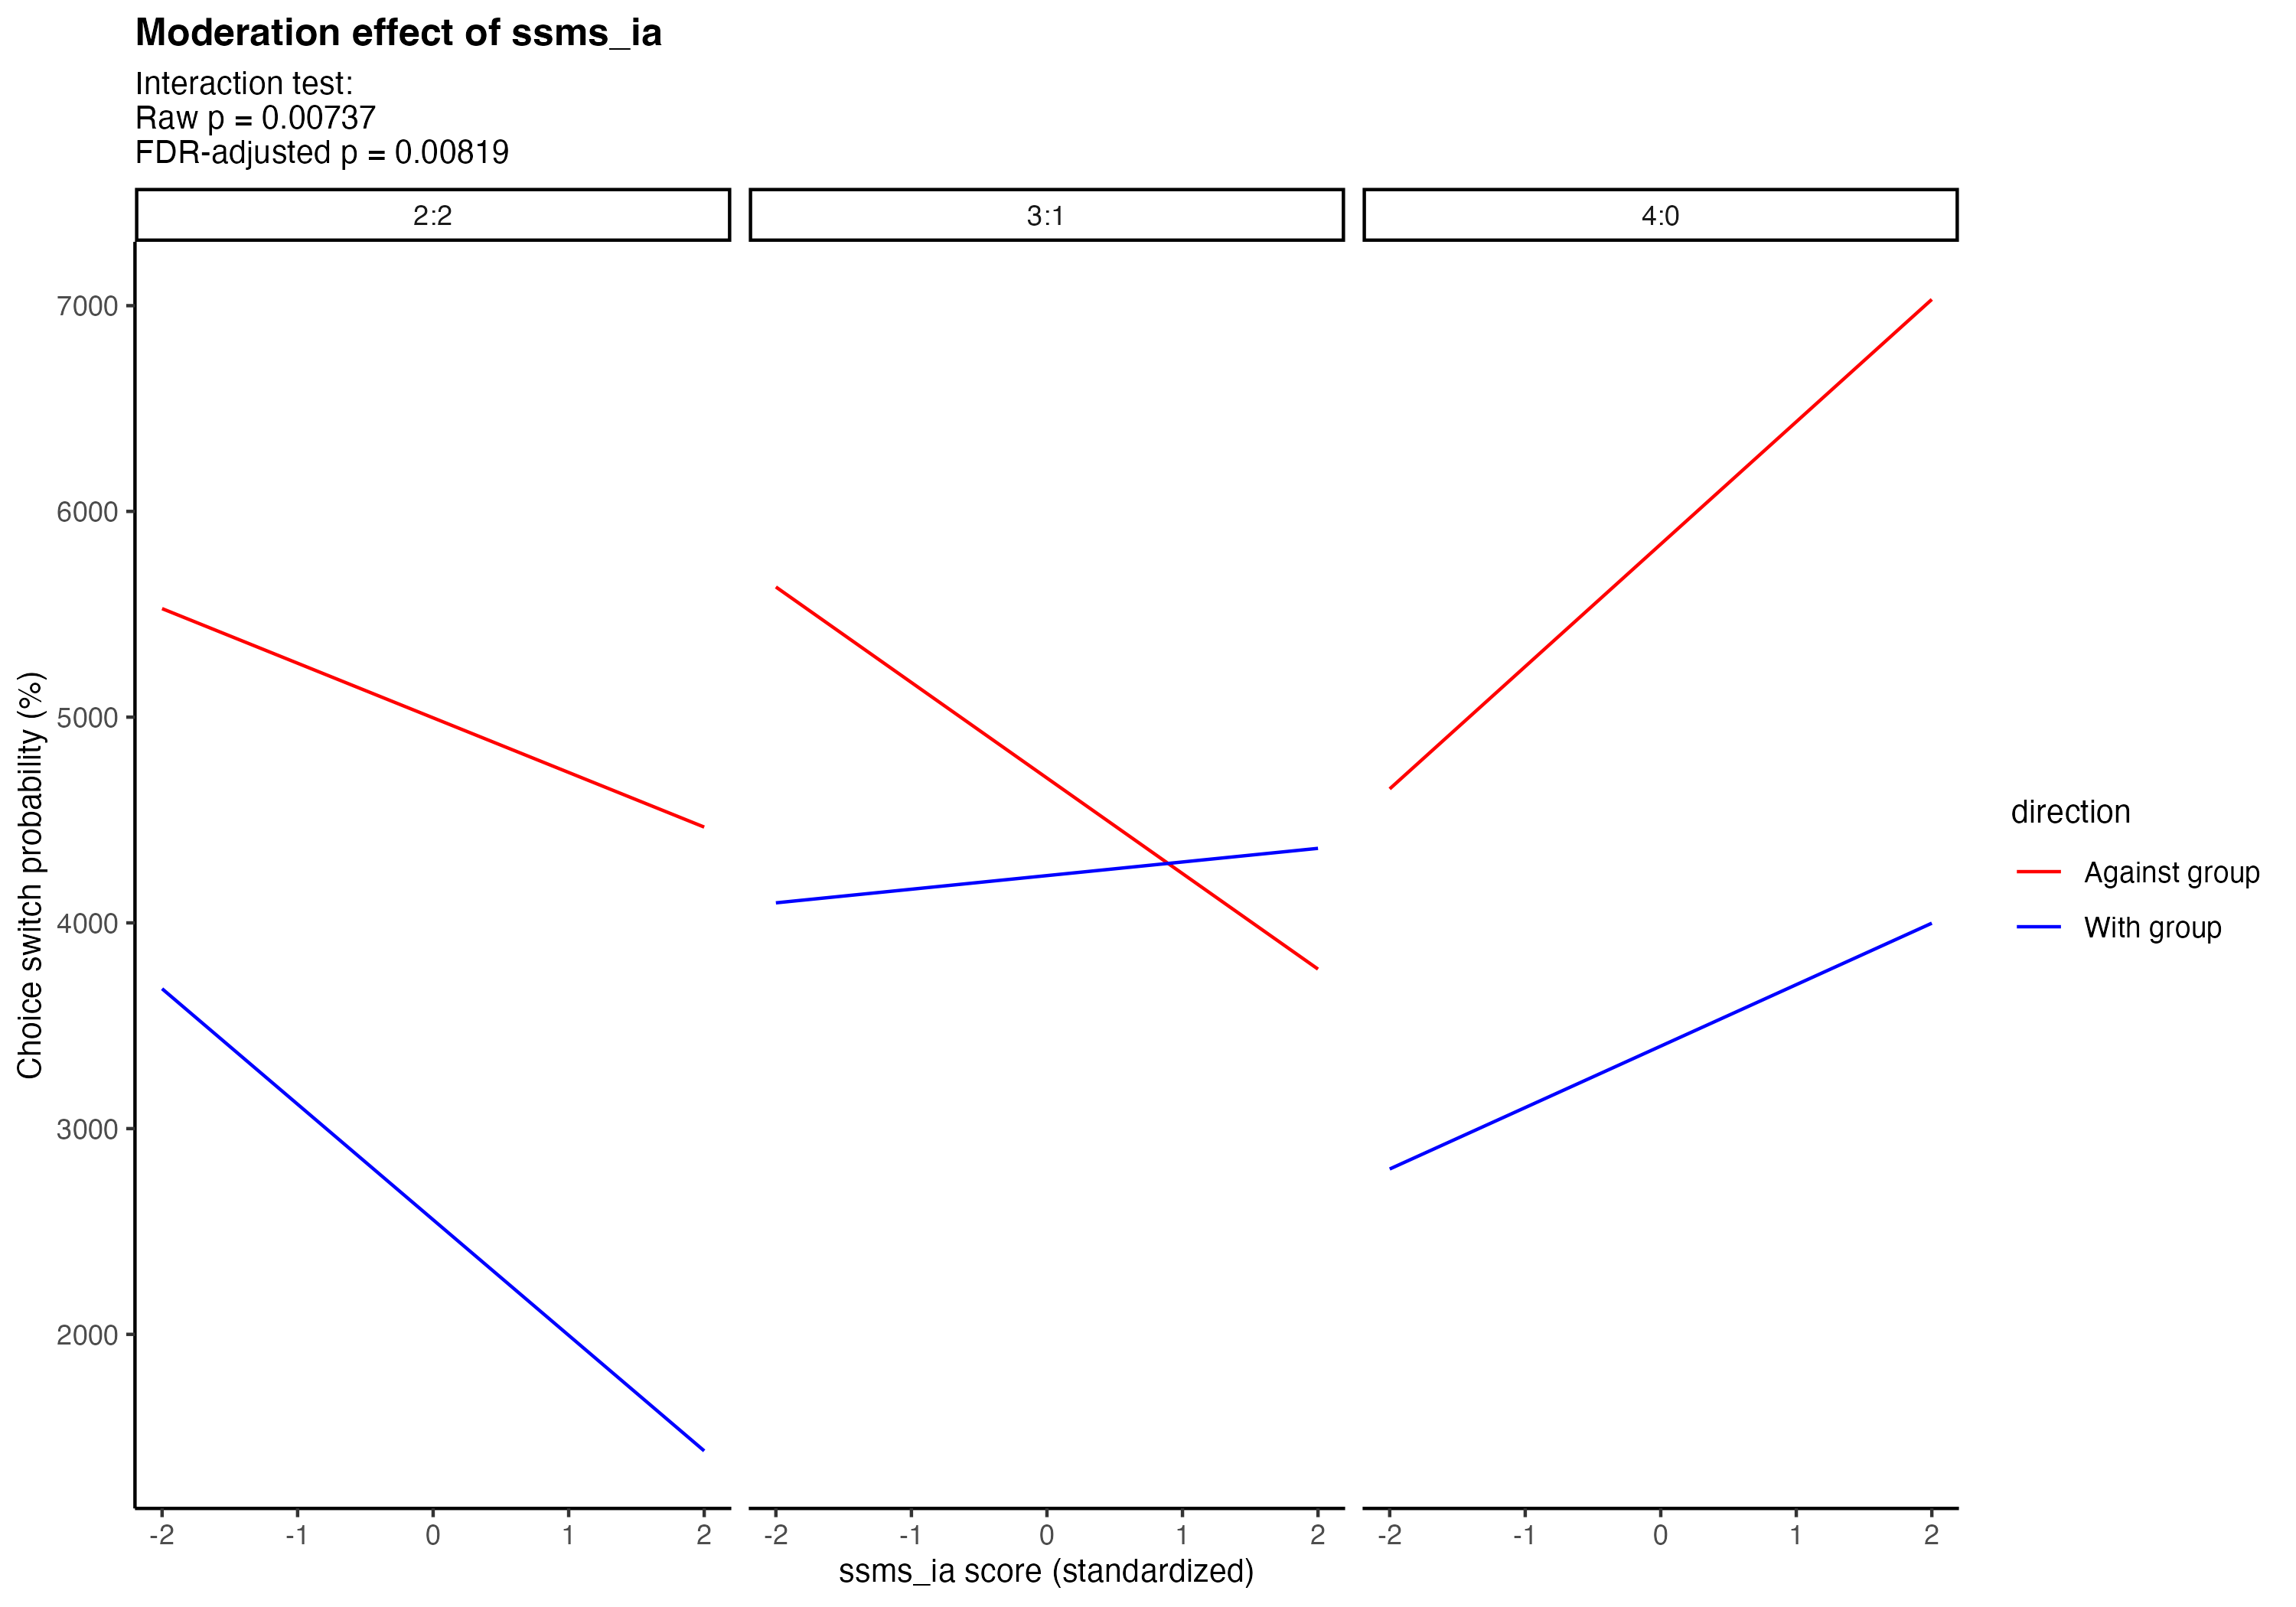 Moderation effect of ssms_ia
Interaction test:
Raw p = 0.00737
FDR-adjusted p = 0.00819
2:2
3:1
4:0
7000
6000
5000
4000
3000
2000
Choice switch probability (%)
-2 -1 0 1 2
-2 -1 0 1 2
-2 -1 0 1 2
ssms_ia score (standardized)
direction
Against group
With group